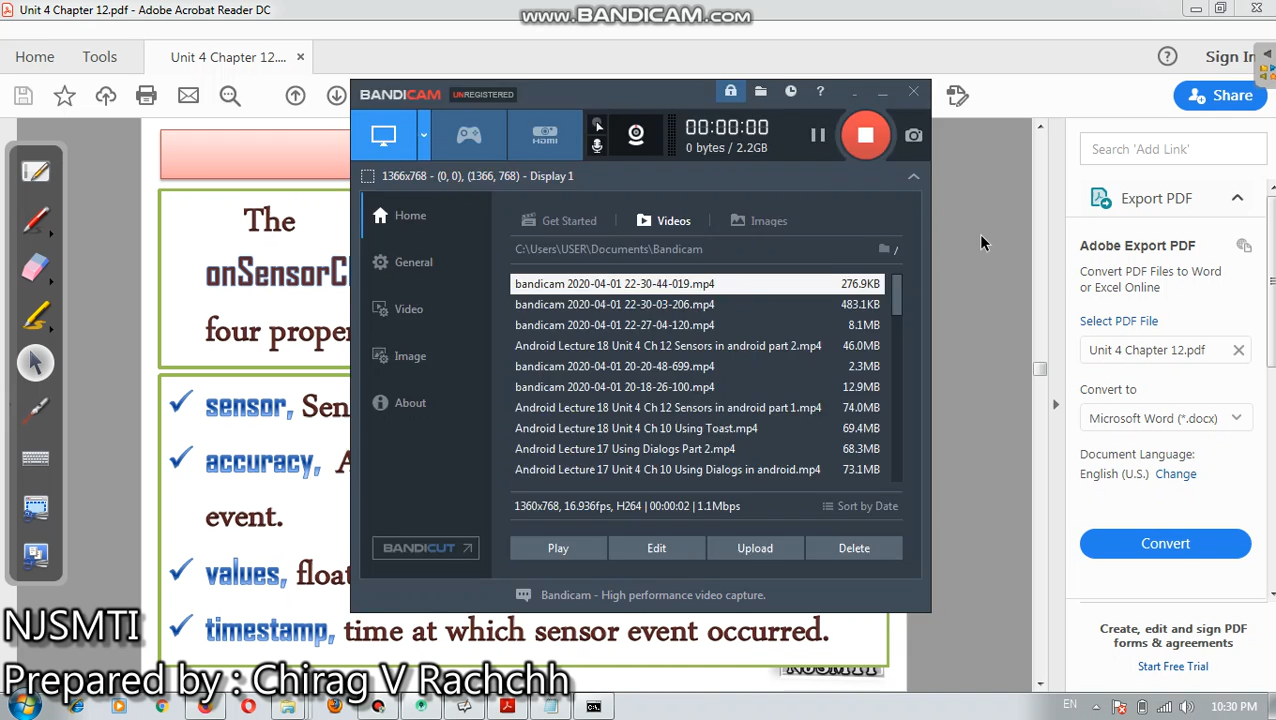 Unit 4 Chapter 12.pdf - Adobe Acrobat Reader DC
www.BANDICAM.com
Home
Tools
Unit 4 Chapter 12....
Sign In
Share
BANDICAM
UNREGISTERED
HDMI
00:00:00
0 bytes / 2.2GB
1366x768 - (0, 0), (1366, 768) - Display 1
Home
General
Video
Image
About
BANDICUT
Get Started
Videos
Images
C:\Users\USER\Documents\Bandicam
/
bandicam 2020-04-01 22-30-44-019.mp4 276.9KB
bandicam 2020-04-01 22-30-03-206.mp4 483.1KB
bandicam 2020-04-01 22-27-04-120.mp4 8.1MB
Android Lecture 18 Unit 4 Ch 12 Sensors in android part 2.mp4 46.0MB
bandicam 2020-04-01 20-20-48-699.mp4 2.3MB
bandicam 2020-04-01 20-18-26-100.mp4 12.9MB
Android Lecture 18 Unit 4 Ch 12 Sensors in android part 1.mp4 74.0MB
Android Lecture 18 Unit 4 Ch 10 Using Toast.mp4 69.4MB
Android Lecture 17 Using Dialogs Part 2.mp4 68.3MB
Android Lecture 17 Unit 4 Ch 10 Using Dialogs in android.mp4 73.1MB
1360x768, 16.936fps, H264 | 00:00:02 | 1.1Mbps
Sort by Date
Play
Edit
Upload
Delete
Bandicam - High performance video capture.
The
onSensorC
four proper
sensor, Sen
accuracy, A
event.
values, float
timestamp, time at which sensor event occurred.
NJSMTI
NJSMTI
Prepared by : Chirag V Rachchh
Search 'Add Link'
Export PDF
Adobe Export PDF
Convert PDF Files to Word
or Excel Online
Select PDF File
Unit 4 Chapter 12.pdf
Convert to
Microsoft Word (*.docx)
Document Language:
English (U.S.) Change
Convert
Create, edit and sign PDF
forms & agreements
Start Free Trial
EN
10:30 PM